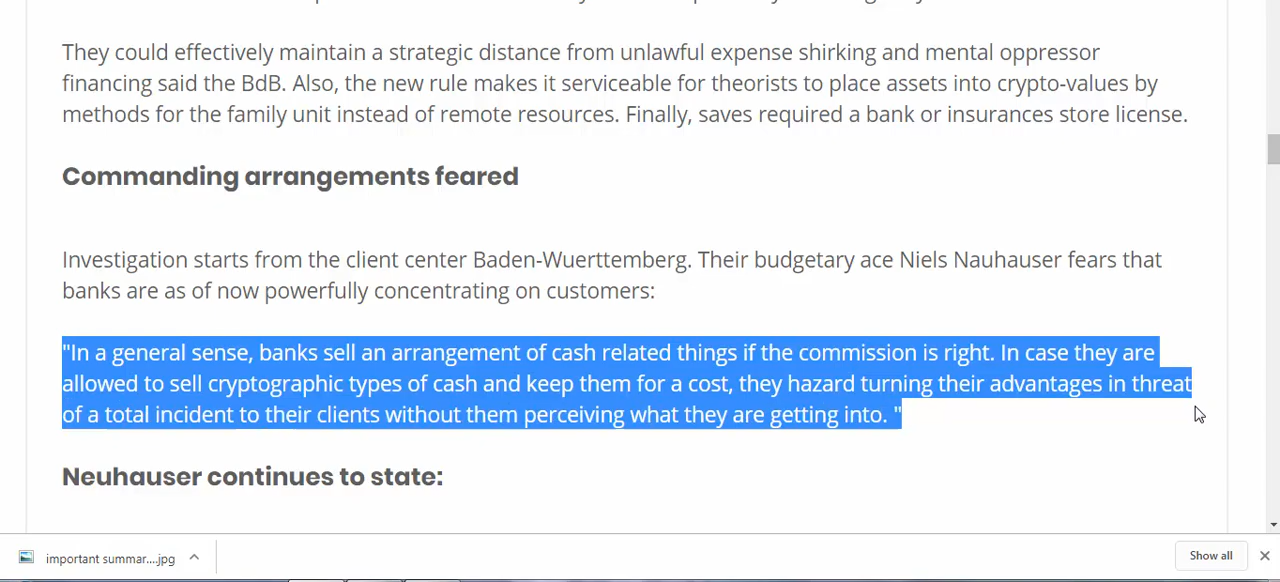 They could effectively maintain a strategic distance from unlawful expense shirking and mental oppressor
financing said the BdB. Also, the new rule makes it serviceable for theorists to place assets into crypto-values by
methods for the family unit instead of remote resources. Finally, saves required a bank or insurances store license.
Commanding arrangements feared
Investigation starts from the client center Baden-Wuerttemberg. Their budgetary ace Niels Nauhauser fears that
banks are as of now powerfully concentrating on customers:
"In a general sense, banks sell an arrangement of cash related things if the commission is right. In case they are
allowed to sell cryptographic types of cash and keep them for a cost, they hazard turning their advantages in threat
of a total incident to their clients without them perceiving what they are getting into. "
Neuhauser continues to state:
important summar....jpg
Show all